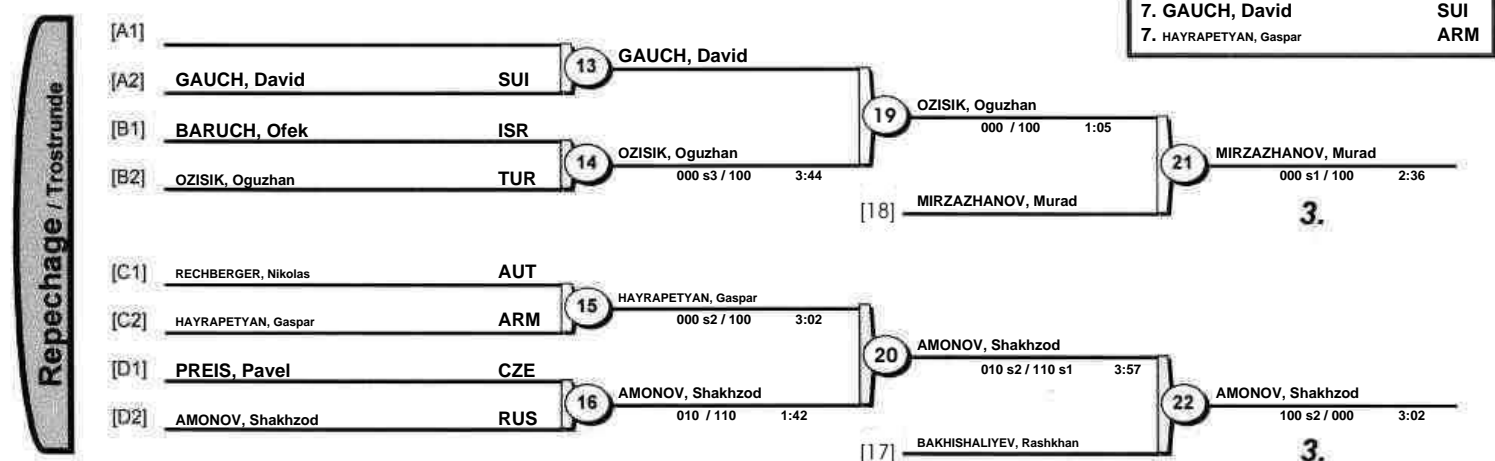 7. GAUCH, David SUI
7. HAYRAPETYAN, Gaspar ARM
Repechage / Trostrunde
[A1]
[A2] GAUCH, David SUI
13 GAUCH, David
[B1] BARUCH, Ofek ISR
[B2] OZISIK, Oguzhan TUR
14 OZISIK, Oguzhan
000 s3 / 100 3:44
19 OZISIK, Oguzhan
000 / 100 1:05
[18] MIRZAZHANOV, Murad
21 MIRZAZHANOV, Murad
000 s1 / 100 2:36
3.
[C1] RECHBERGER, Nikolas AUT
[C2] HAYRAPETYAN, Gaspar ARM
15 HAYRAPETYAN, Gaspar
000 s2 / 100 3:02
[D1] PREIS, Pavel CZE
[D2] AMONOV, Shakhzod RUS
16 AMONOV, Shakhzod
010 / 110 1:42
20 AMONOV, Shakhzod
010 s2 / 110 s1 3:57
[17] BAKHISHALIYEV, Rashkhan
22 AMONOV, Shakhzod
100 s2 / 000 3:02
3.